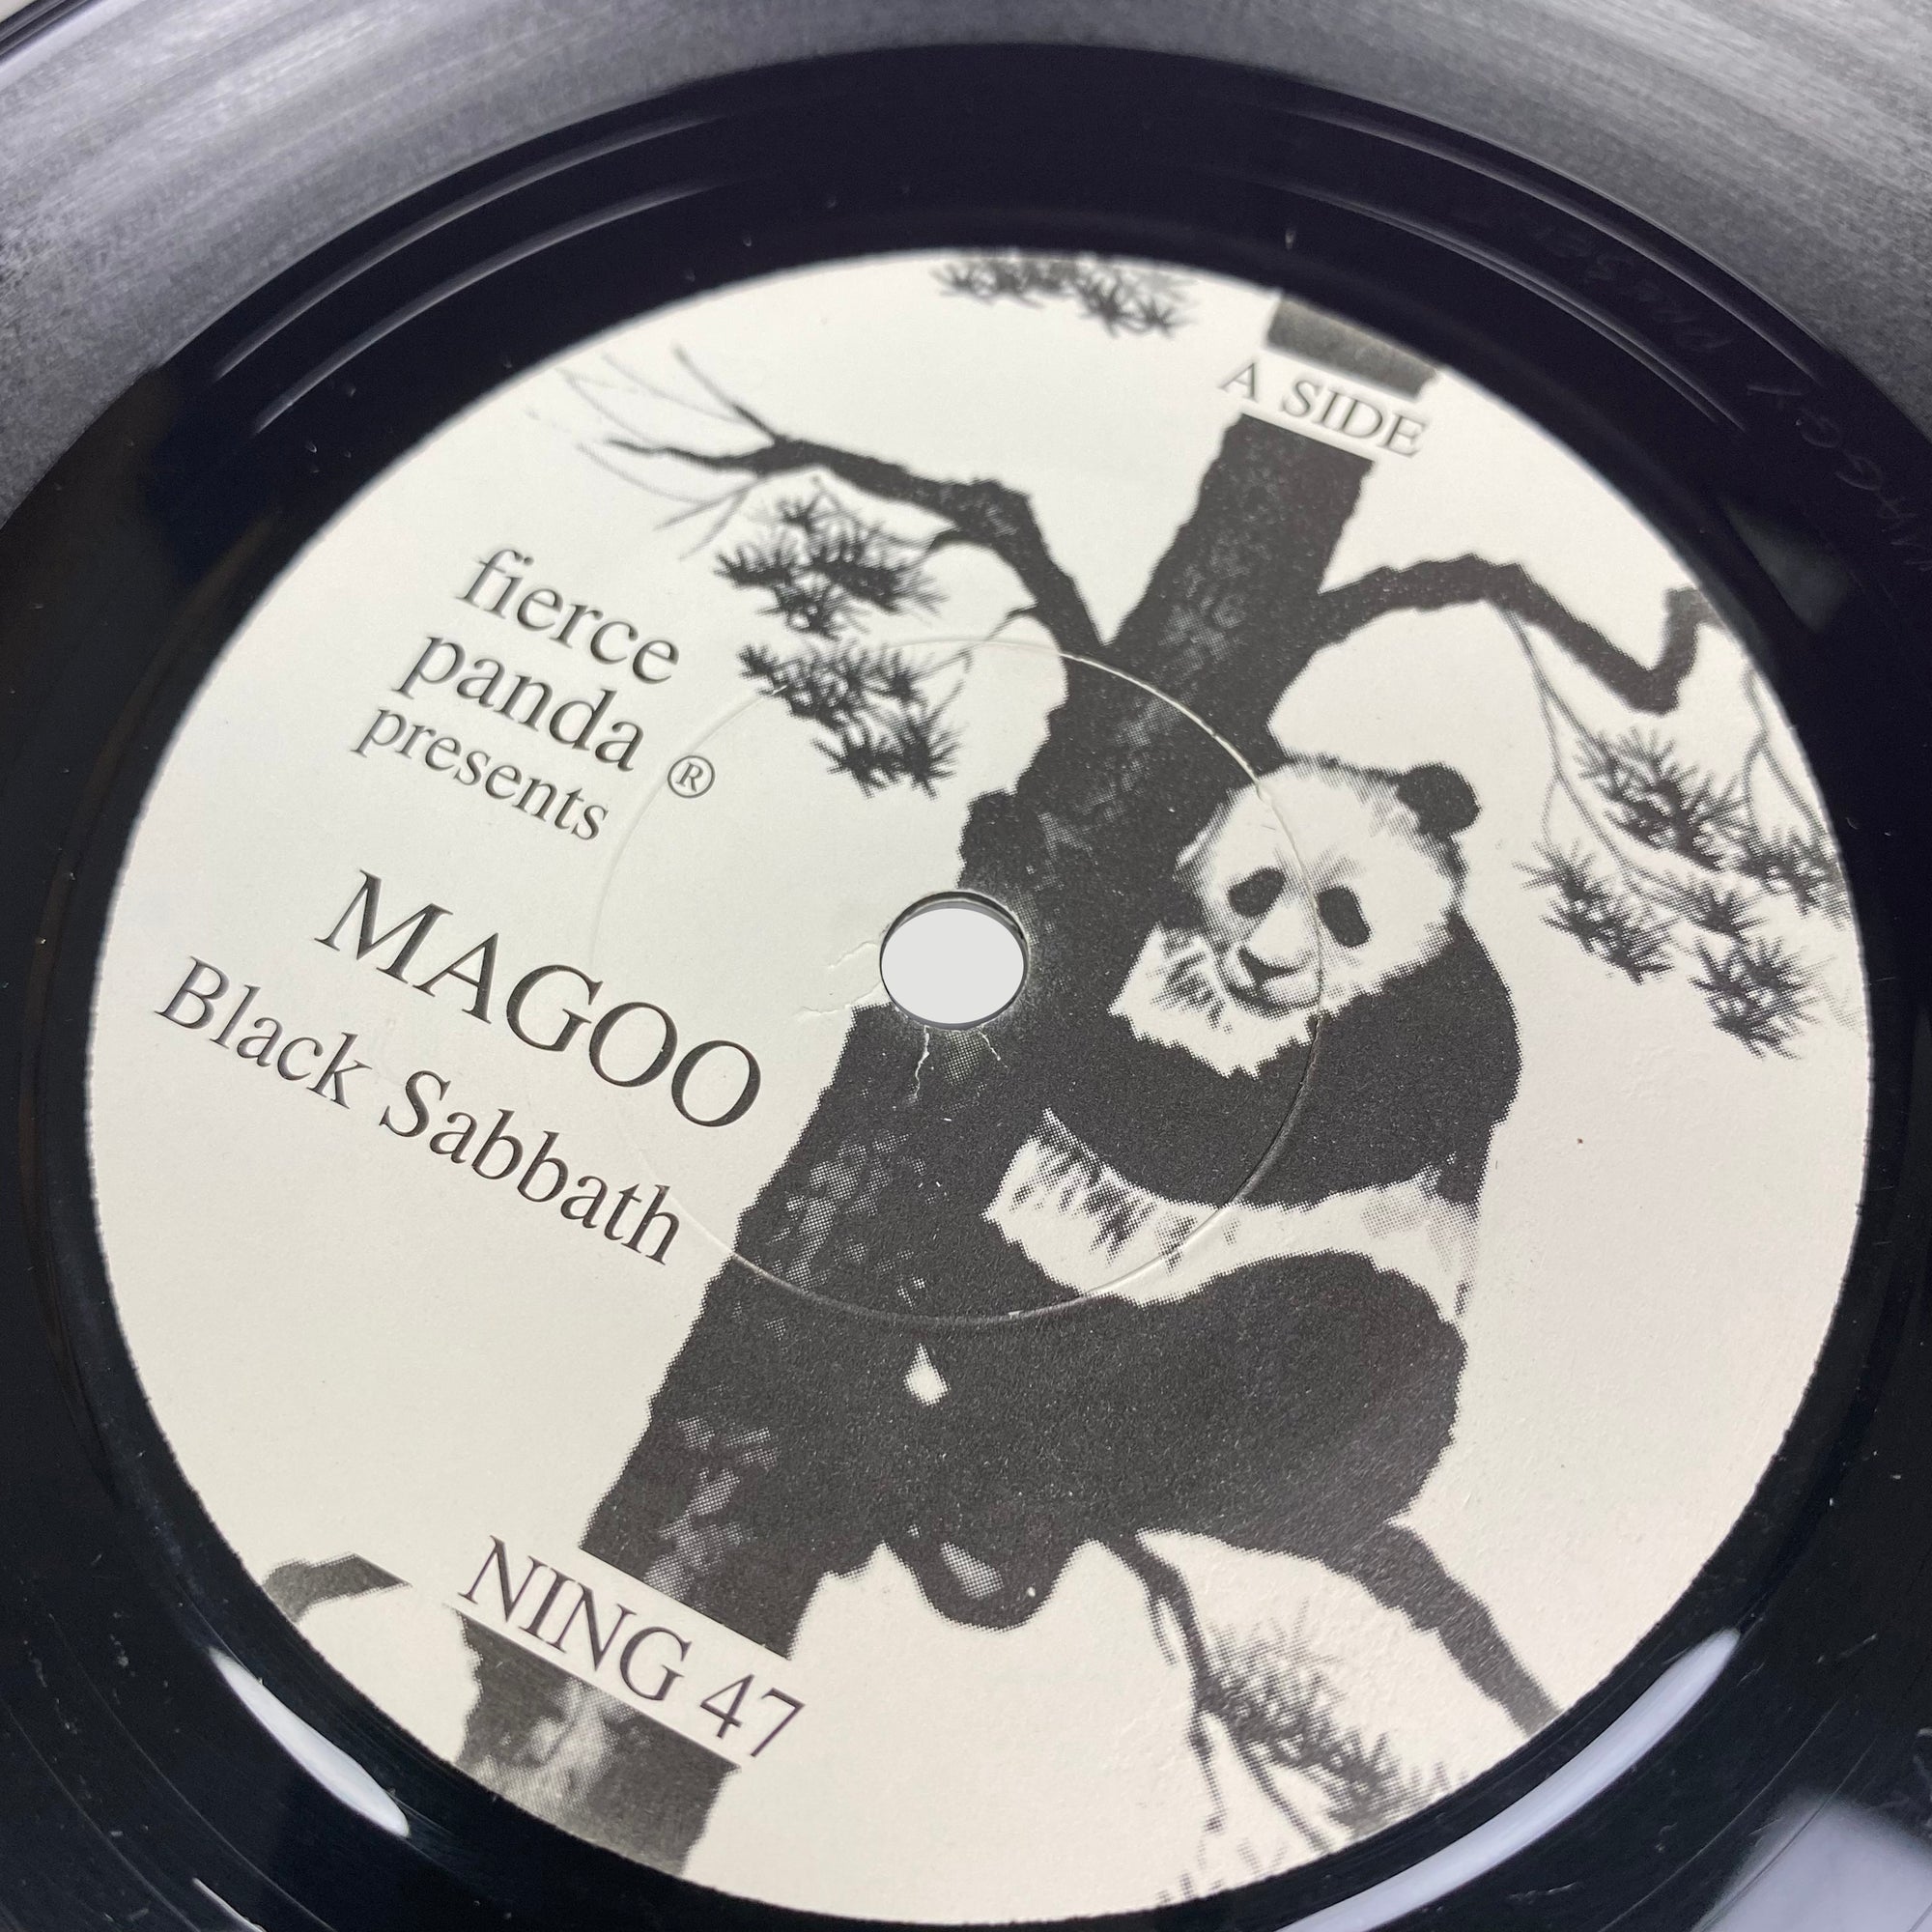 A SIDE
fierce
panda ®
presents
MAGOO
Black Sabbath
NING 47